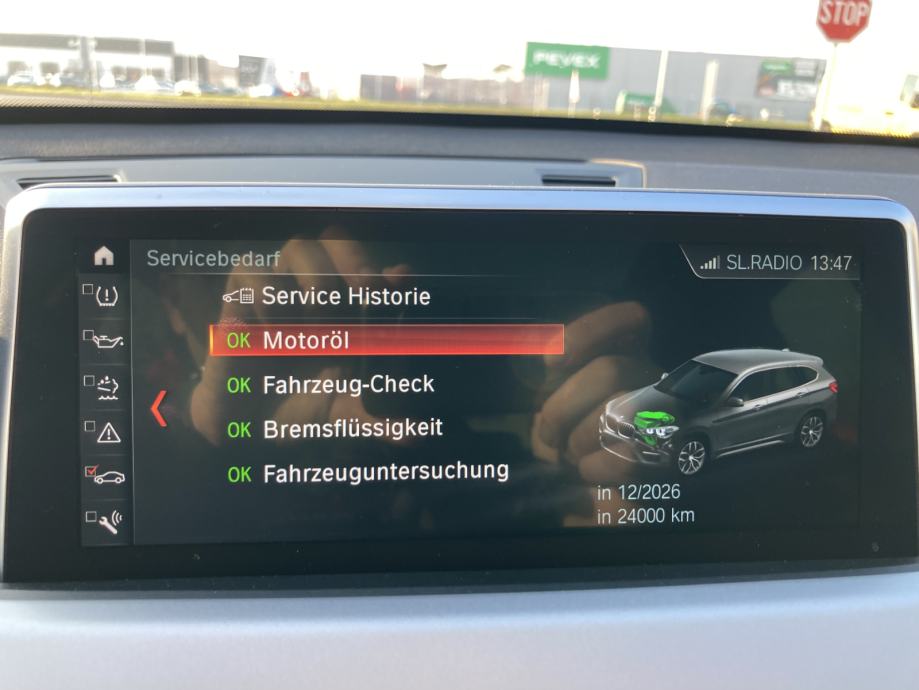 STOP
PEVEX
Servicebedarf
SL.RADIO 13:47
Service Historie
OK Motoröl
OK Fahrzeug-Check
OK Bremsflüssigkeit
OK Fahrzeuguntersuchung
in 12/2026
in 24000 km